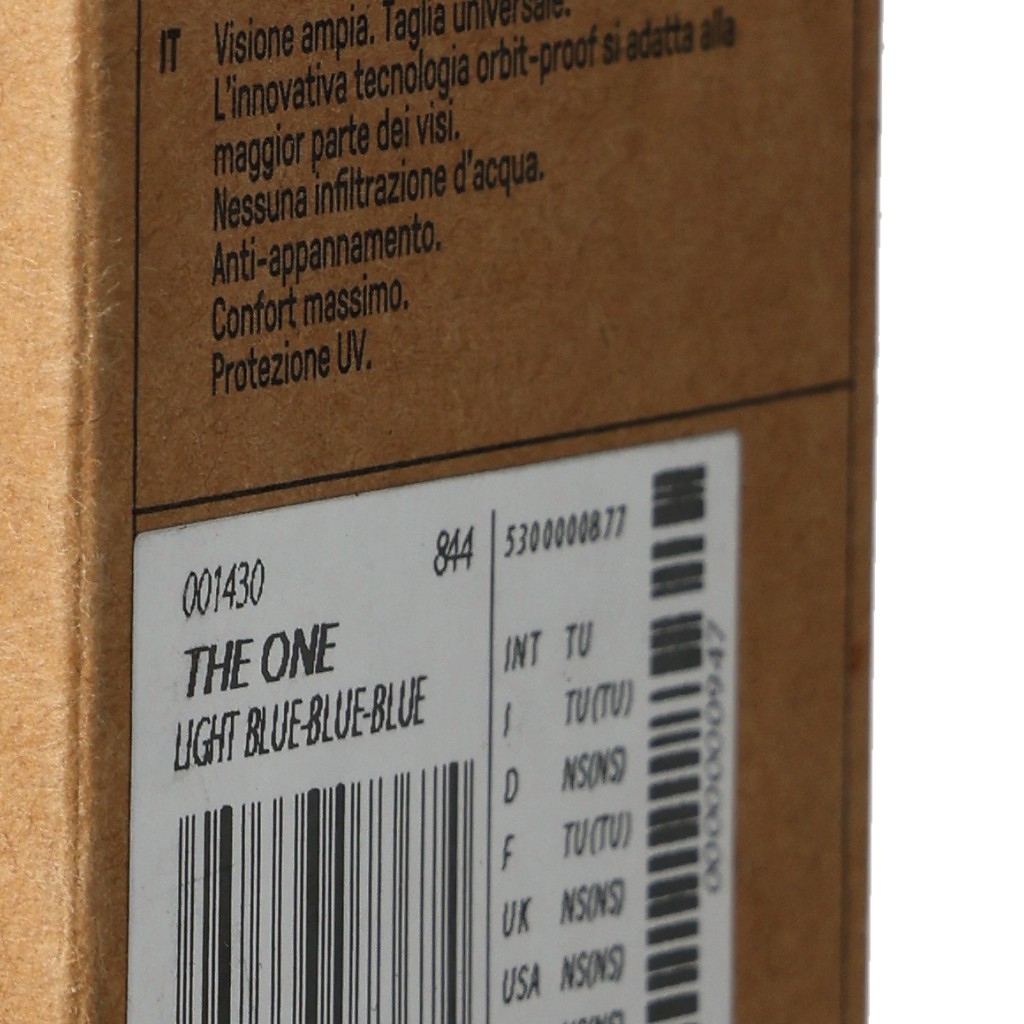 IT Visione ampia. Taglia universale.
L'innovativa tecnologia orbit-proof si adatta alla
maggior parte dei visi.
Nessuna infiltrazione d'acqua.
Anti-appannamento.
Confort massimo.
Protezione UV.
001430 844
THE ONE
LIGHT BLUE-BLUE-BLUE
5300000877
INT TU
I TU(TU)
D NS(NS)
F TU(TU)
UK NS(NS)
USA NS(NS)